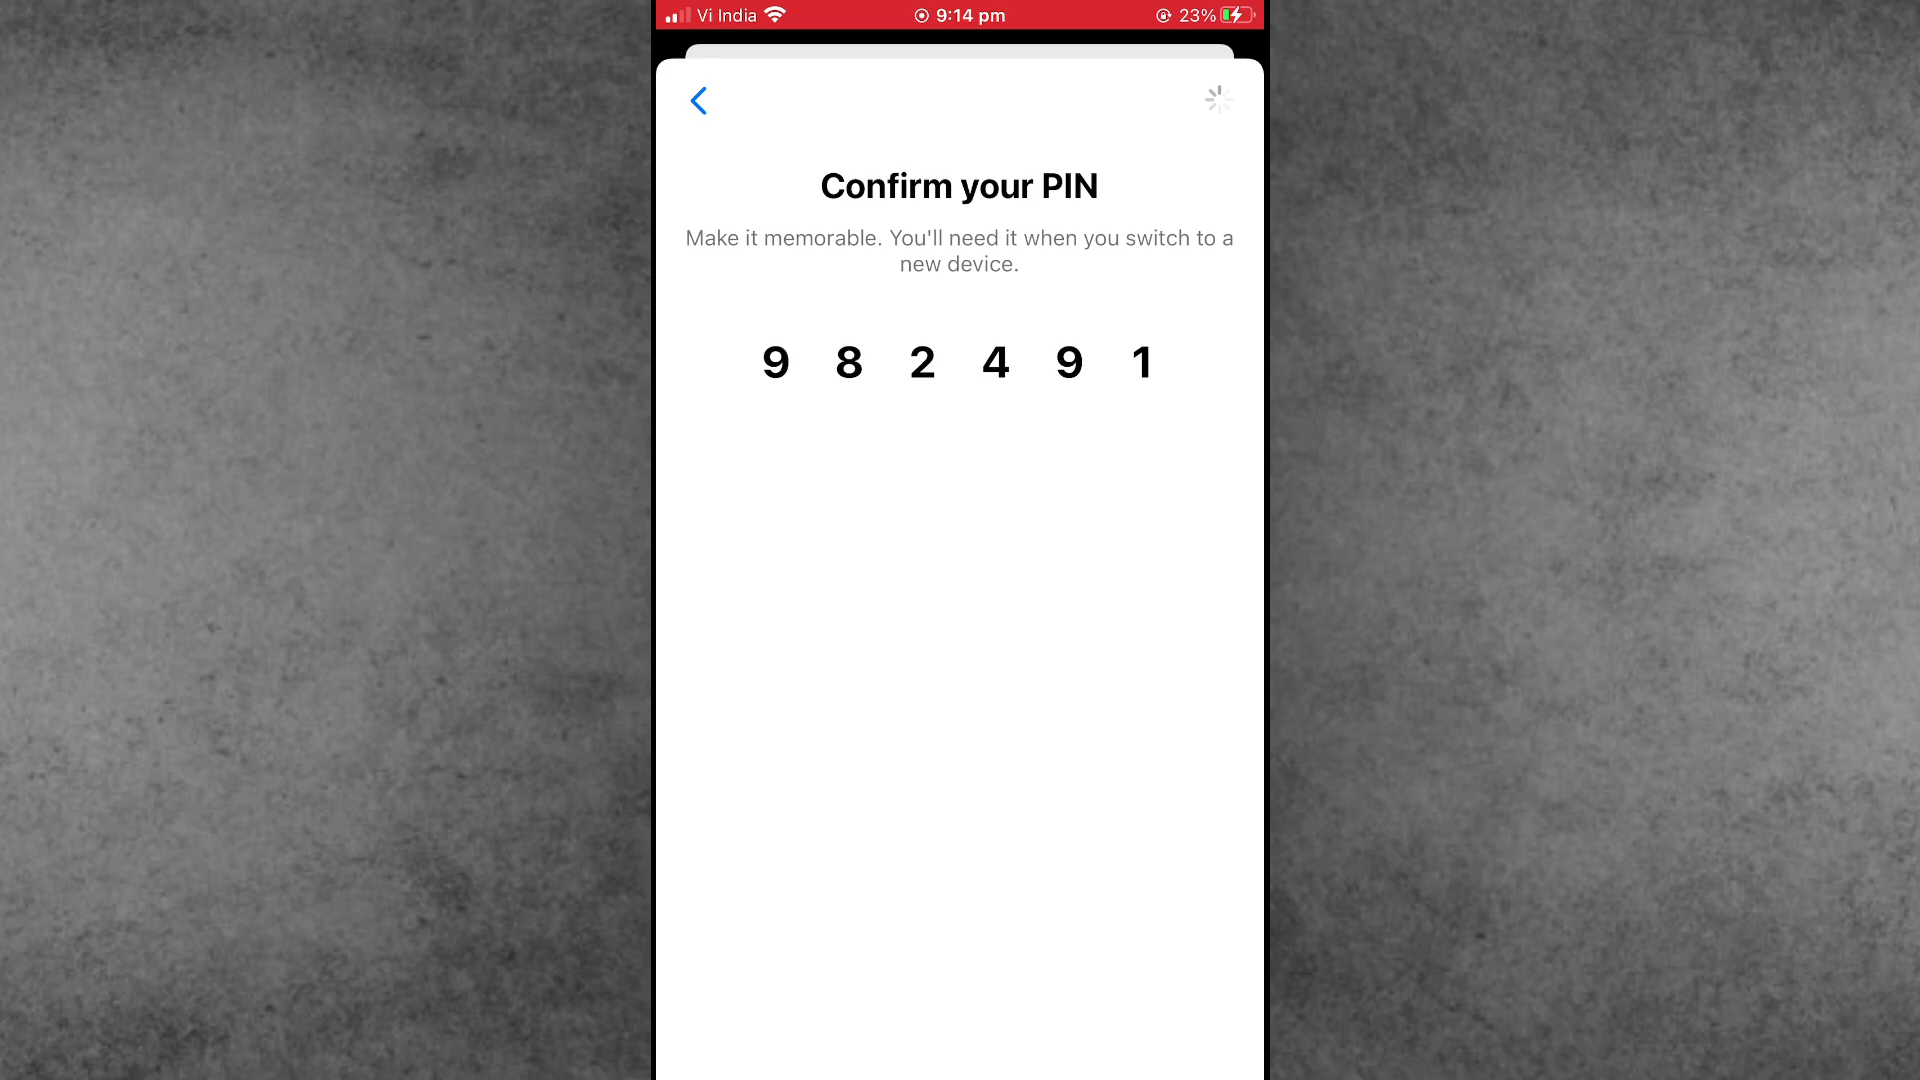 Vi India 9:14 pm 23%
Confirm your PIN
Make it memorable. You'll need it when you switch to a
new device.
9 8 2 4 9 1